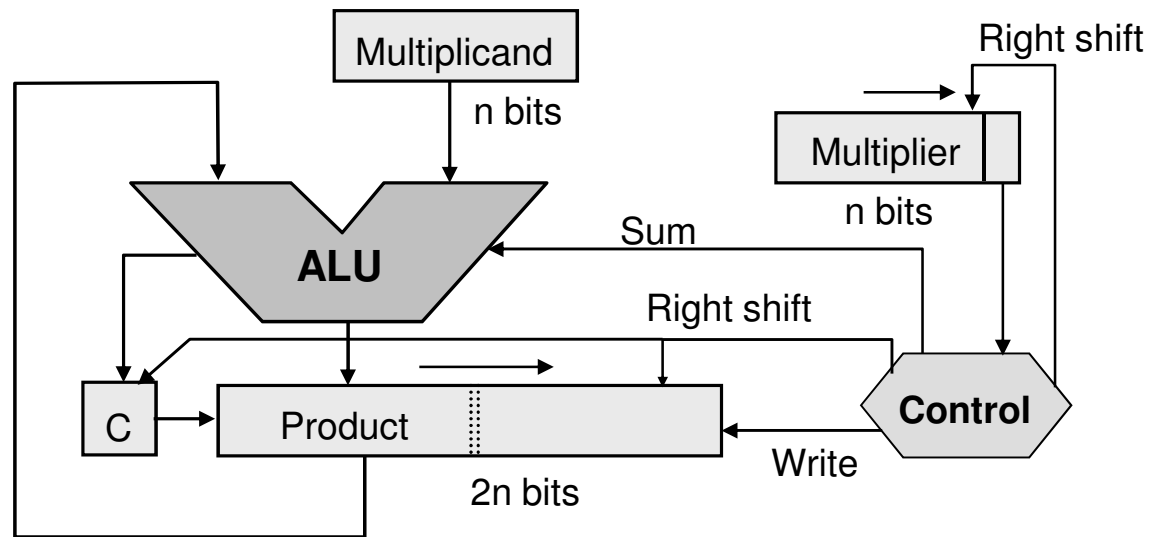 Right shift
Multiplicand
n bits
Multiplier
n bits
Sum
ALU
Right shift
C
Product
Control
Write
2n bits